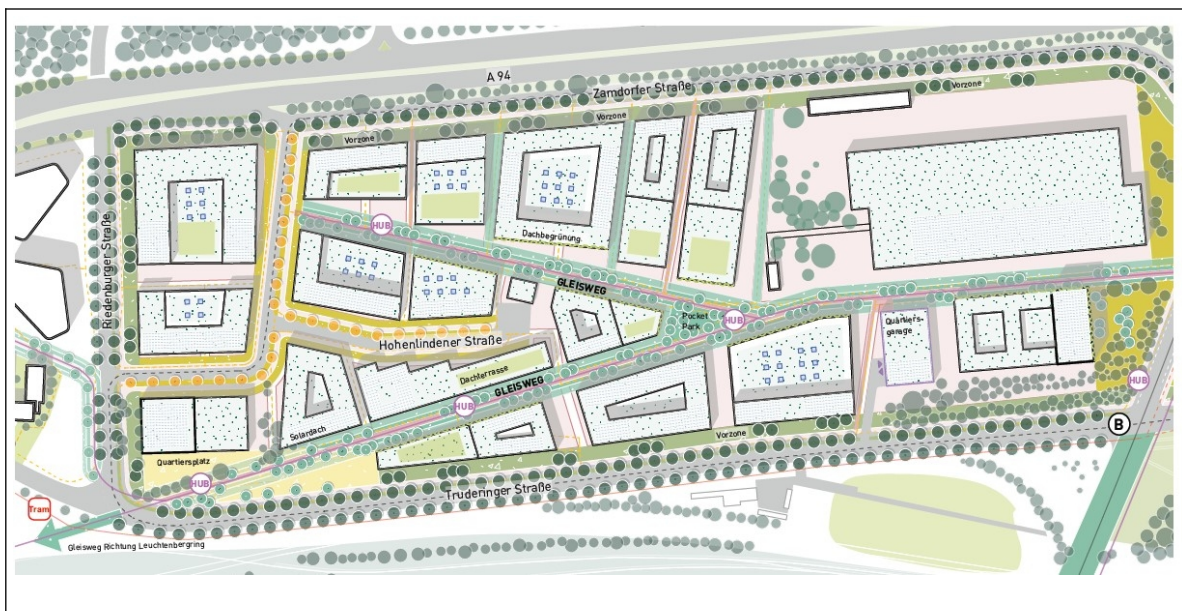 A 94
Zamdorfer Straße
Vorzone
Vorzone
Vorzone
Riedenburger Straße
HUB
Dachbegrünung
GLEISWEG
Pocket
Park
HUB
Quartiers-
garage
Hohenlindener Straße
Dachterrasse
GLEISWEG
HUB
HUB
Solardach
Vorzone
B
Quartiersplatz
HUB
Truderinger Straße
Tram
Gleisweg Richtung Leuchtenbergring